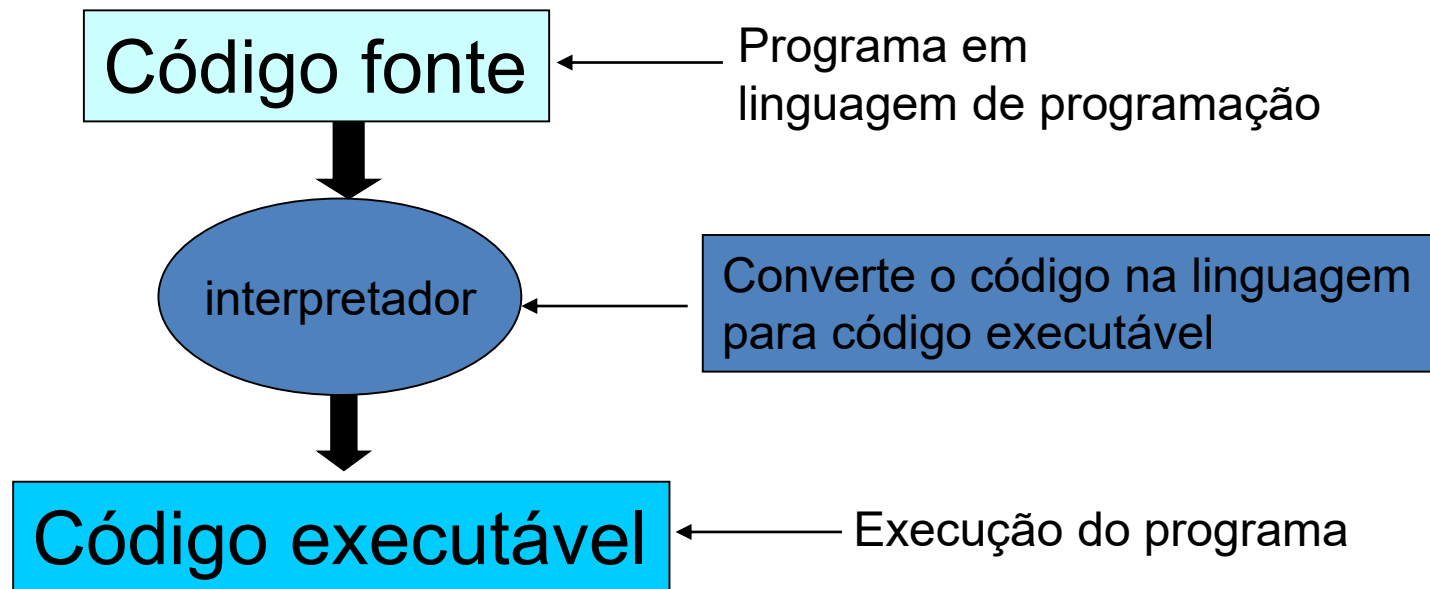 Código fonte
Programa em
linguagem de programação
interpretador
Converte o código na linguagem
para código executável
Código executável
Execução do programa